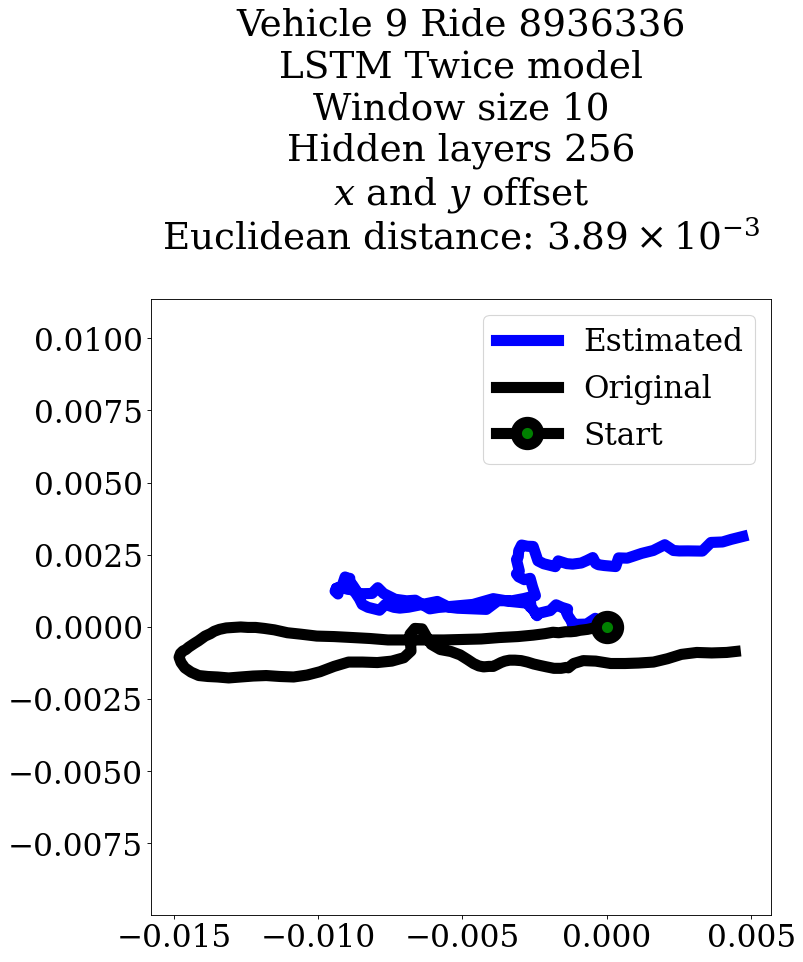 Vehicle 9 Ride 8936336
LSTM Twice model
Window size 10
Hidden layers 256
x and y offset
Euclidean distance: 3.89 × 10⁻³
Estimated
Original
Start
0.0100
0.0075
0.0050
0.0025
0.0000
−0.0025
−0.0050
−0.0075
−0.015 −0.010 −0.005 0.000 0.005